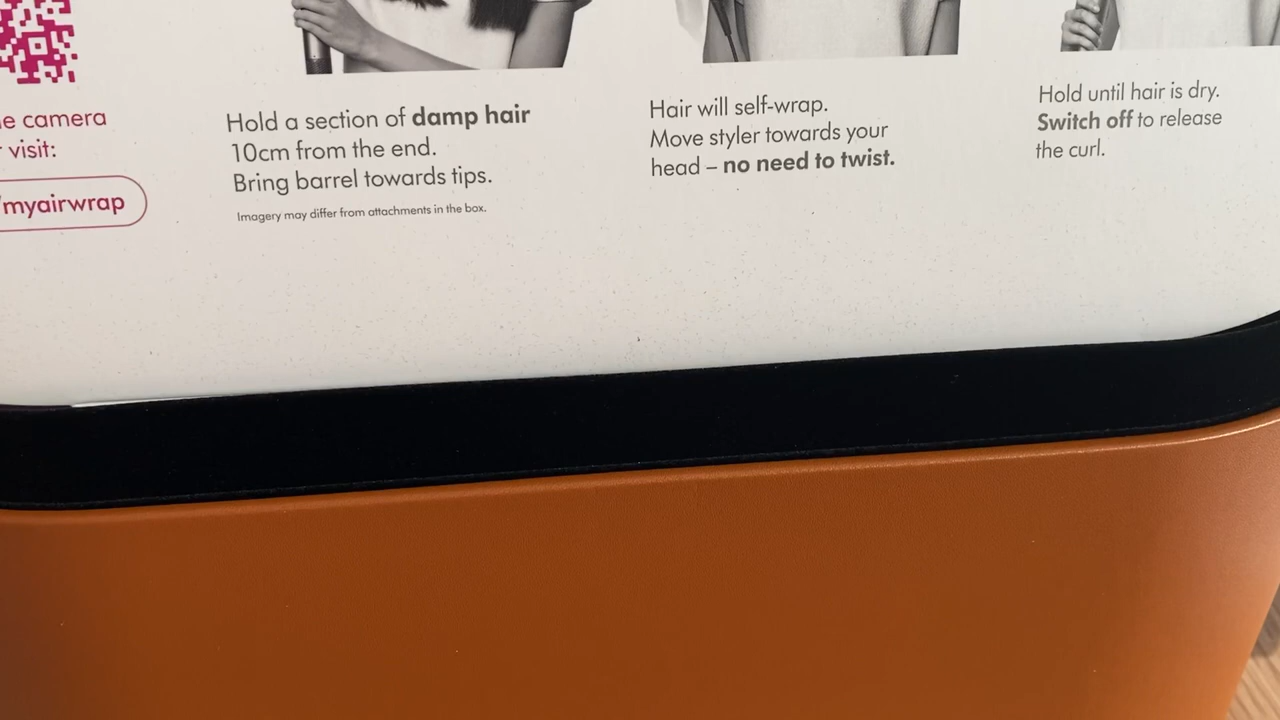 camera
visit:
myairwrap
Hold a section of damp hair
10cm from the end.
Bring barrel towards tips.
Imagery may differ from attachments in the box.
Hair will self-wrap.
Move styler towards your
head – no need to twist.
Hold until hair is dry.
Switch off to release
the curl.